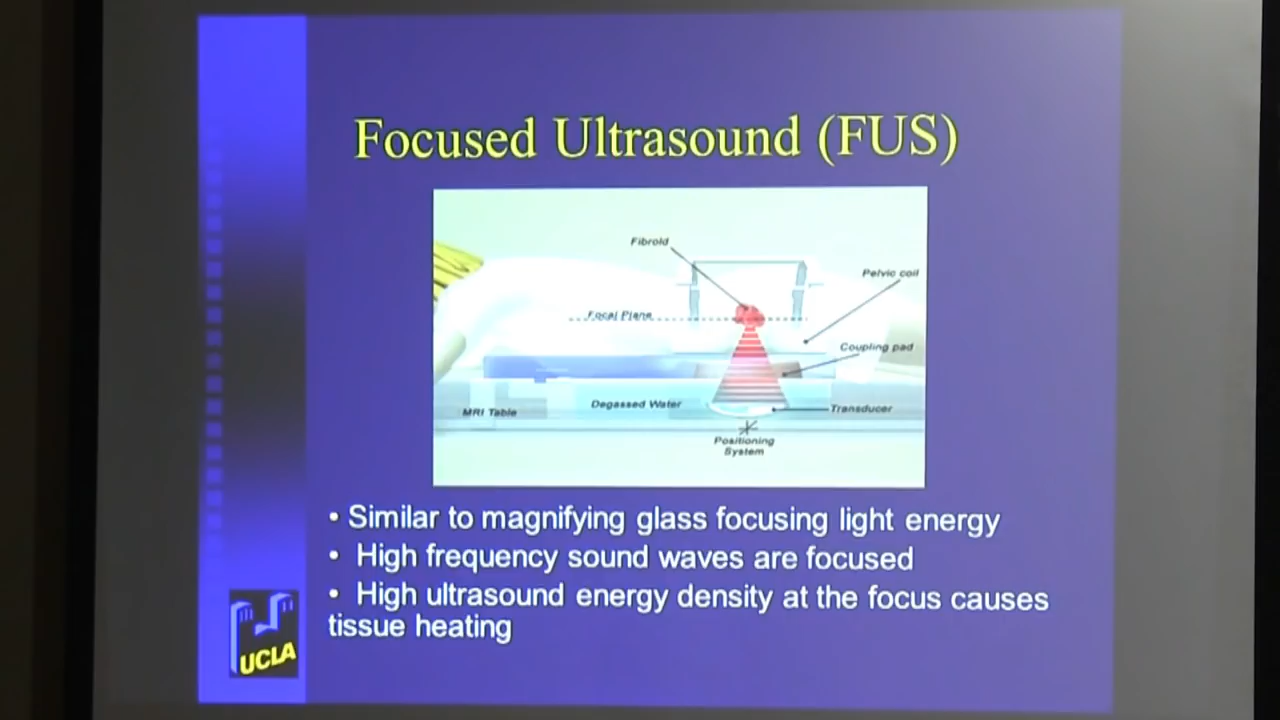 Focused Ultrasound (FUS)
Fibroid
Pelvic coil
Focal Plane
Coupling pad
MRI Table
Degassed Water
Transducer
Positioning
System
• Similar to magnifying glass focusing light energy
• High frequency sound waves are focused
• High ultrasound energy density at the focus causes
tissue heating
UCLA